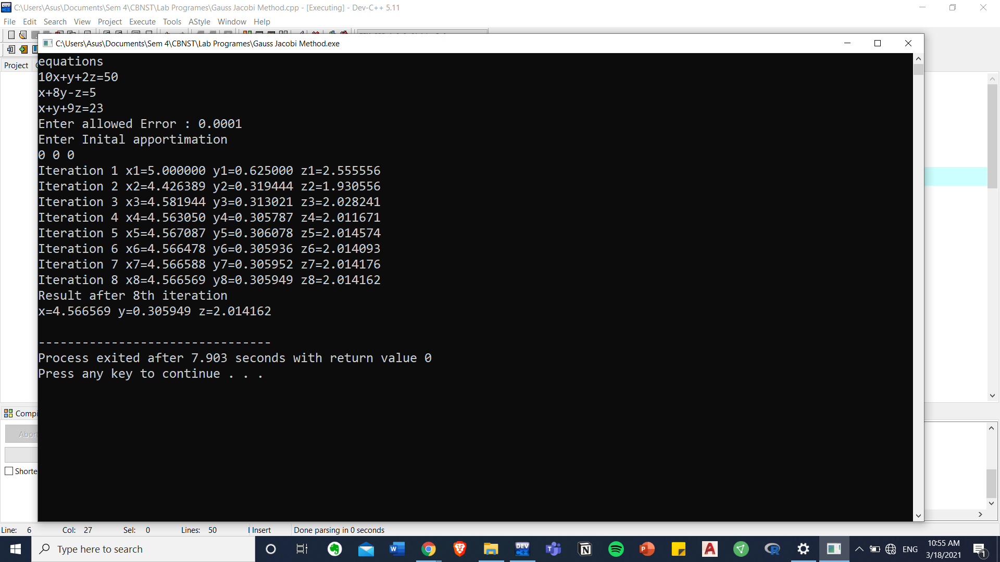 C:\Users\Asus\Documents\Sem 4\CBNST\Lab Programes\Gauss Jacobi Method.cpp - [Executing] - Dev-C++ 5.11
File Edit Search View Project Execute Tools AStyle Window Help
C:\Users\Asus\Documents\Sem 4\CBNST\Lab Programes\Gauss Jacobi Method.exe
Project
equations
10x+y+2z=50
x+8y-z=5
x+y+9z=23
Enter allowed Error : 0.0001
Enter Inital apportimation
0 0 0
Iteration 1 x1=5.000000 y1=0.625000 z1=2.555556
Iteration 2 x2=4.426389 y2=0.319444 z2=1.930556
Iteration 3 x3=4.581944 y3=0.313021 z3=2.028241
Iteration 4 x4=4.563050 y4=0.305787 z4=2.011671
Iteration 5 x5=4.567087 y5=0.306078 z5=2.014574
Iteration 6 x6=4.566478 y6=0.305936 z6=2.014093
Iteration 7 x7=4.566588 y7=0.305952 z7=2.014176
Iteration 8 x8=4.566569 y8=0.305949 z8=2.014162
Result after 8th iteration
x=4.566569 y=0.305949 z=2.014162
--------------------------------
Process exited after 7.903 seconds with return value 0
Press any key to continue . . .
Compi
Abor
Shorte
Line: 6 Col: 27 Sel: 0 Lines: 50 Insert Done parsing in 0 seconds
Type here to search
ENG
10:55 AM
3/18/2021
1